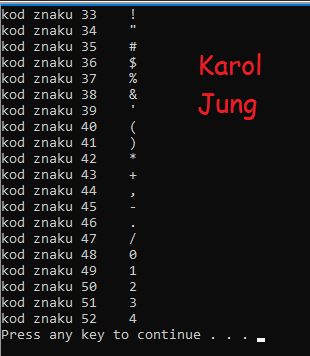 kod znaku 33    !
kod znaku 34    "
kod znaku 35    #
kod znaku 36    $
kod znaku 37    %
kod znaku 38    &
kod znaku 39    '
kod znaku 40    (
kod znaku 41    )
kod znaku 42    *
kod znaku 43    +
kod znaku 44    ,
kod znaku 45    -
kod znaku 46    .
kod znaku 47    /
kod znaku 48    0
kod znaku 49    1
kod znaku 50    2
kod znaku 51    3
kod znaku 52    4
Press any key to continue . . .
Karol
Jung